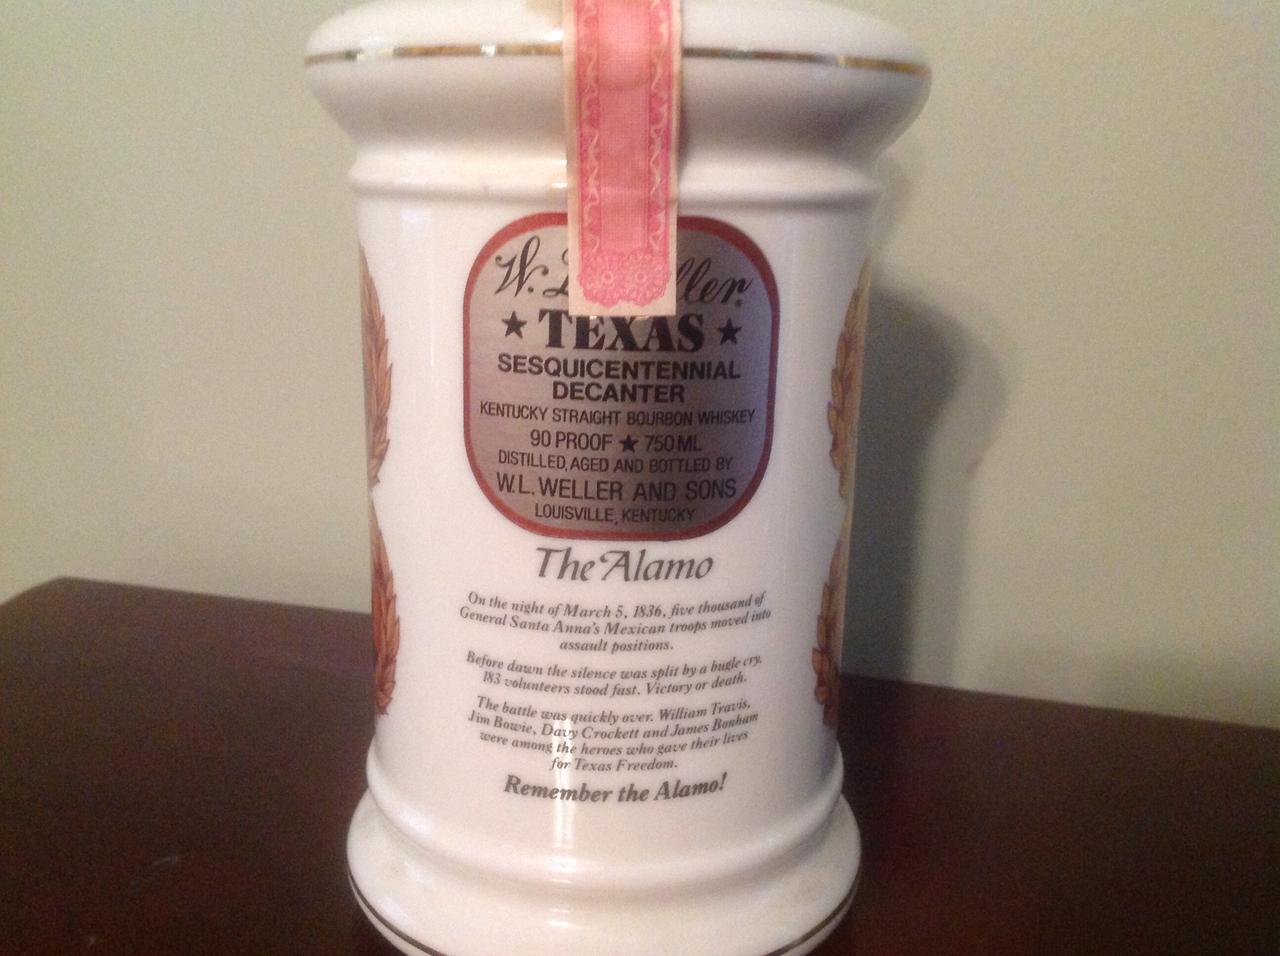 W. ller
TEXAS
SESQUICENTENNIAL
DECANTER
KENTUCKY STRAIGHT BOURBON WHISKEY
90 PROOF ★ 750 ML
DISTILLED, AGED AND BOTTLED BY
W.L. WELLER AND SONS
LOUISVILLE, KENTUCKY
The Alamo
On the night of March 5, 1836, five thousand of
General Santa Anna's Mexican troops moved into
assault positions.
Before dawn the silence was split by a bugle cry.
183 volunteers stood fast. Victory or death.
The battle was quickly over. William Travis,
Jim Bowie, Davy Crockett and James Bonham
were among the heroes who gave their lives
for Texas Freedom.
Remember the Alamo!